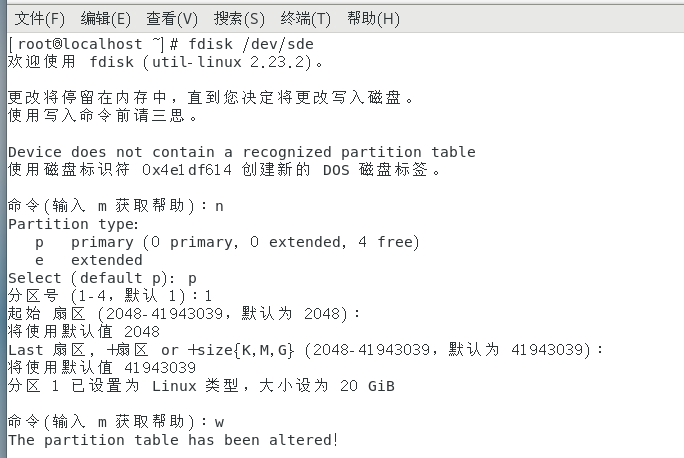 文件(F) 编辑(E) 查看(V) 搜索(S) 终端(T) 帮助(H)
[root@localhost ~]# fdisk /dev/sde
欢迎使用 fdisk (util-linux 2.23.2)。
更改将停留在内存中，直到您决定将更改写入磁盘。
使用写入命令前请三思。
Device does not contain a recognized partition table
使用磁盘标识符 0x4e1df614 创建新的 DOS 磁盘标签。
命令(输入 m 获取帮助)：n
Partition type:
p primary (0 primary, 0 extended, 4 free)
e extended
Select (default p): p
分区号 (1-4，默认 1)：1
起始 扇区 (2048-41943039，默认为 2048)：
将使用默认值 2048
Last 扇区, +扇区 or +size{K,M,G} (2048-41943039，默认为 41943039)：
将使用默认值 41943039
分区 1 已设置为 Linux 类型，大小设为 20 GiB
命令(输入 m 获取帮助)：w
The partition table has been altered!